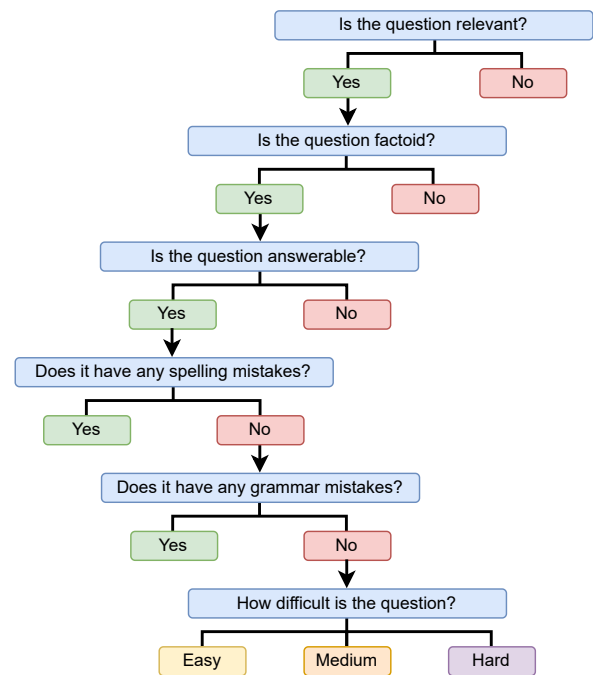 Is the question relevant?
Yes
No
Is the question factoid?
Yes
No
Is the question answerable?
Yes
No
Does it have any spelling mistakes?
Yes
No
Does it have any grammar mistakes?
Yes
No
How difficult is the question?
Easy
Medium
Hard